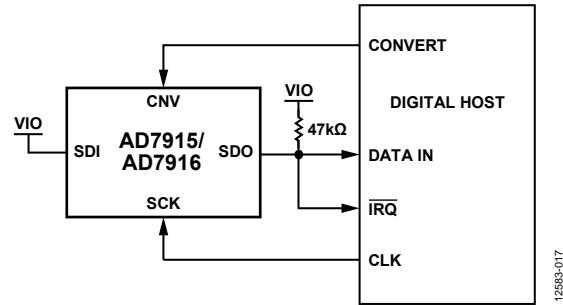 CONVERT
VIO
CNV
VIO
DIGITAL HOST
47kΩ
AD7915/
AD7916
SDI
SDO
DATA IN
SCK
IRQ
CLK
12583-017